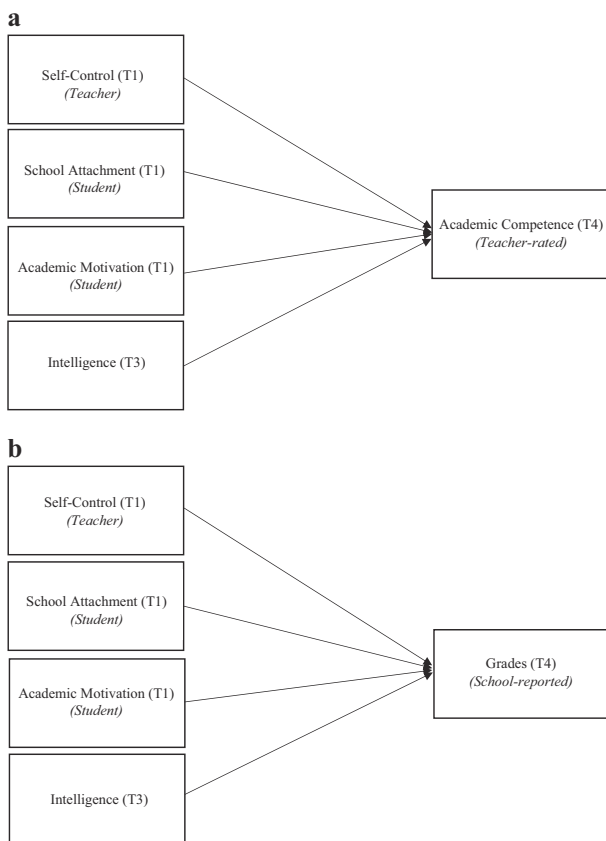 a
Self-Control (T1)
(Teacher)
School Attachment (T1)
(Student)
Academic Motivation (T1)
(Student)
Intelligence (T3)
Academic Competence (T4)
(Teacher-rated)
b
Self-Control (T1)
(Teacher)
School Attachment (T1)
(Student)
Academic Motivation (T1)
(Student)
Intelligence (T3)
Grades (T4)
(School-reported)